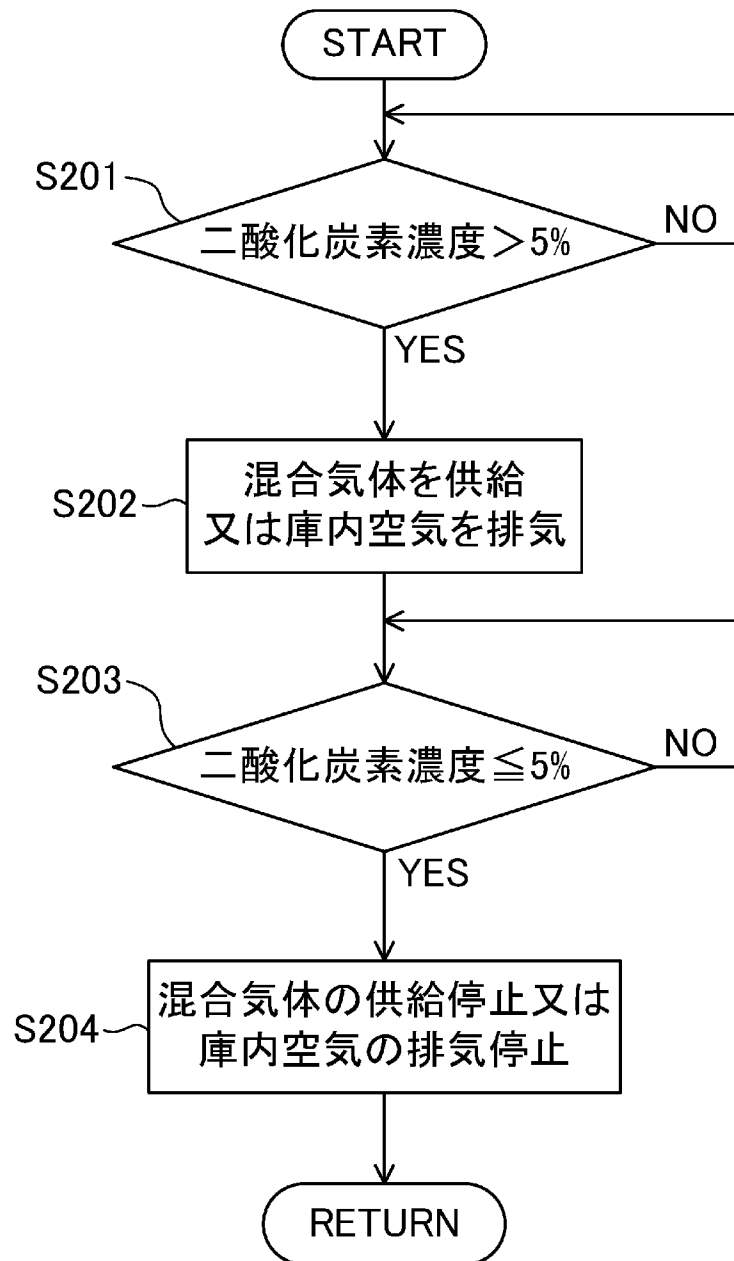 START
S201
二酸化炭素濃度＞5%
NO
YES
S202
混合気体を供給
又は庫内空気を排気
S203
二酸化炭素濃度≦5%
NO
YES
S204
混合気体の供給停止又は
庫内空気の排気停止
RETURN